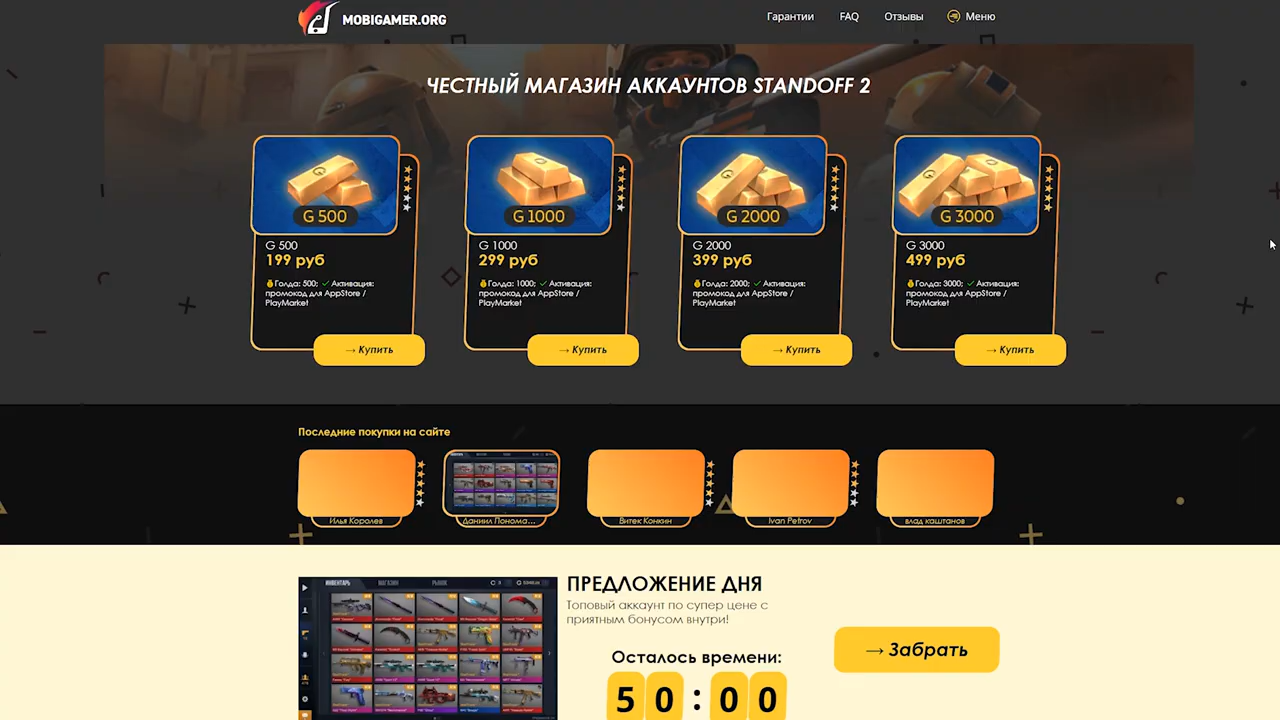 MOBIGAMER.ORG
Гарантии FAQ Отзывы Меню
ЧЕСТНЫЙ МАГАЗИН АККАУНТОВ STANDOFF 2
G 500 G 1000 G 2000 G 3000
G 500
199 руб
Голда: 500; ✓ Активация:
промокод для AppStore /
PlayMarket
→ Купить
G 1000
299 руб
Голда: 1000; ✓ Активация:
промокод для AppStore /
PlayMarket
→ Купить
G 2000
399 руб
Голда: 2000; ✓ Активация:
промокод для AppStore /
PlayMarket
→ Купить
G 3000
499 руб
Голда: 3000; ✓ Активация:
промокод для AppStore /
PlayMarket
→ Купить
Последние покупки на сайте
Илья Королев
Даниил Понома...
Витек Конкин
Ivan Petrov
влад каштанов
ИНВЕНТАРЬ МАГАЗИН РЫНОК
ПРЕДЛОЖЕНИЕ ДНЯ
Топовый аккаунт по супер цене с
приятным бонусом внутри!
Осталось времени:
50:00
→ Забрать